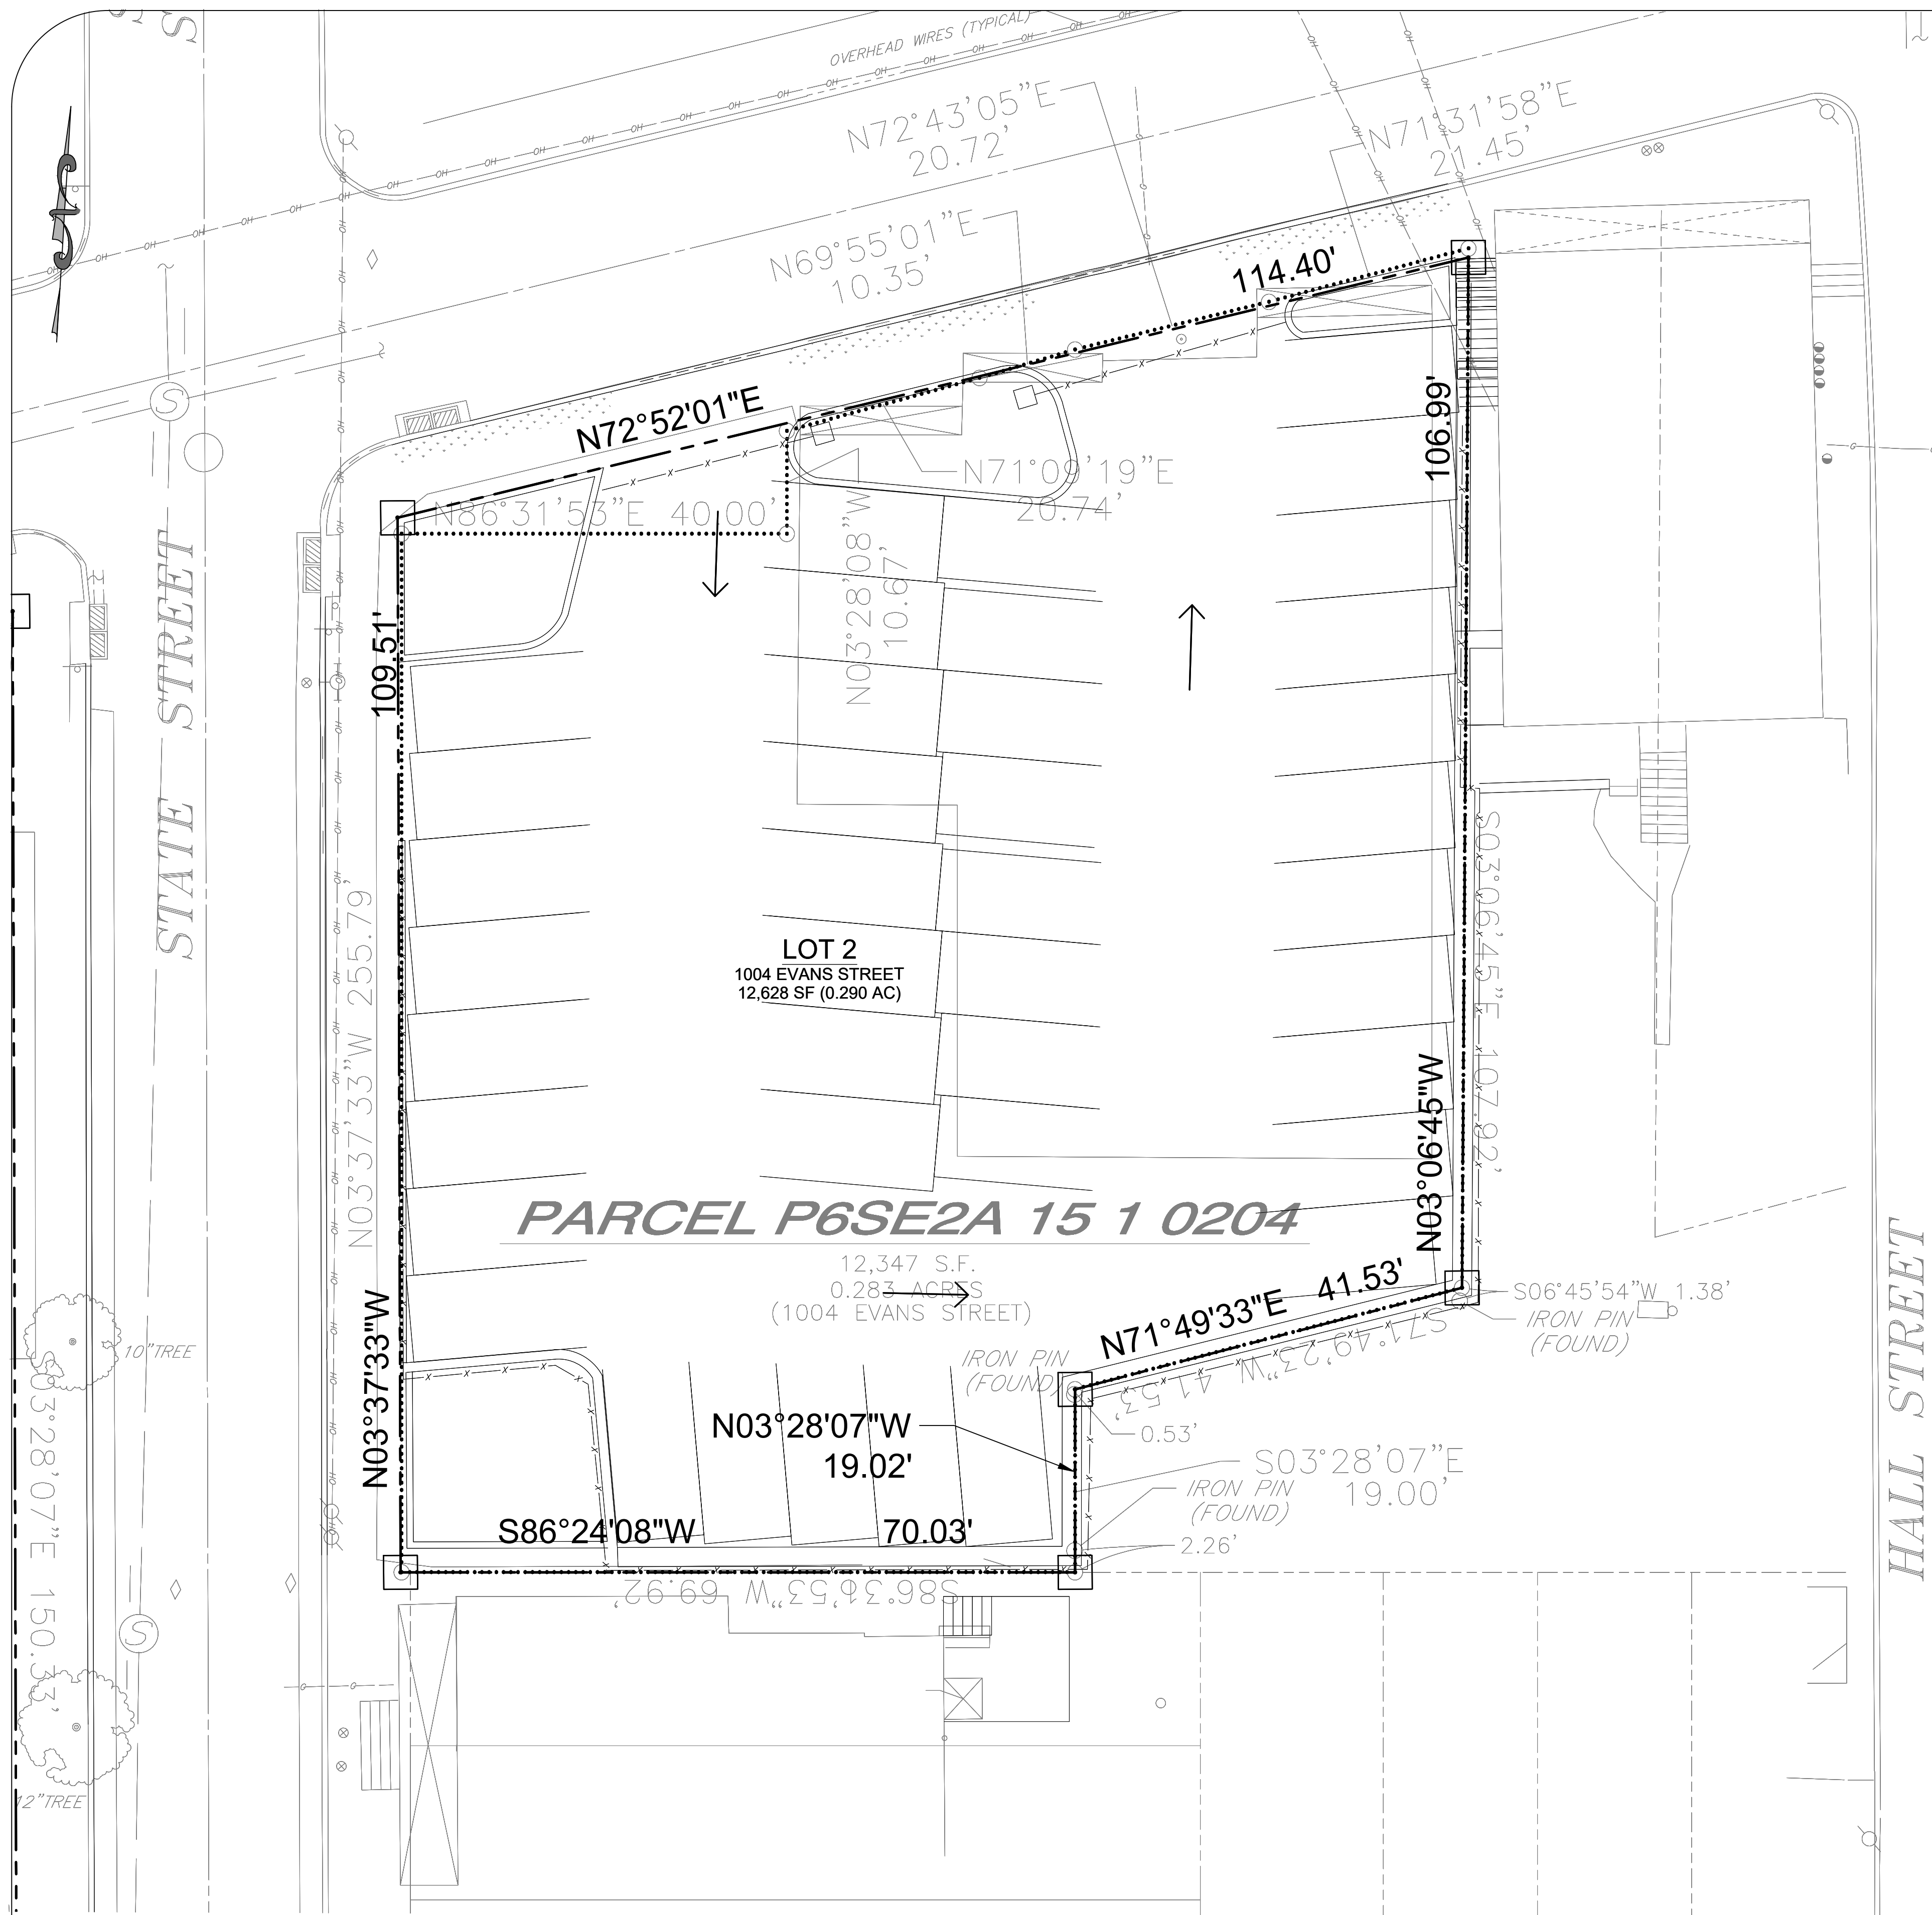 OVERHEAD WIRES (TYPICAL)
N72°43'05"E
20.72'
N71°31'58"E
21.45'
N69°55'01"E
10.35'
114.40'
N72°52'01"E
106.99'
N71°09'19"E
20.74'
N86°31'53"E 40.00'
N03°28'08"W
10.67'
STATE STREET
109.51'
N03°37'33"W 255.79'
S03°06'45"E 107.92'
LOT 2
1004 EVANS STREET
12,628 SF (0.290 AC)
N03°06'45"W
PARCEL P6SE2A 15 1 0204
12,347 S.F.
0.283 ACRES
(1004 EVANS STREET)
N71°49'33"E 41.53'
S06°45'54"W 1.38'
IRON PIN
(FOUND)
S71°49'23"W 41.53'
IRON PIN
(FOUND)
0.53'
N03°37'33"W
N03°28'07"W
19.02'
S03°28'07"E
19.00'
IRON PIN
(FOUND)
2.26'
S86°24'08"W 70.03'
S86°31'53"W 69.92'
10"TREE
S03°28'07"E 150.33'
12"TREE
HALL STREET
S
S